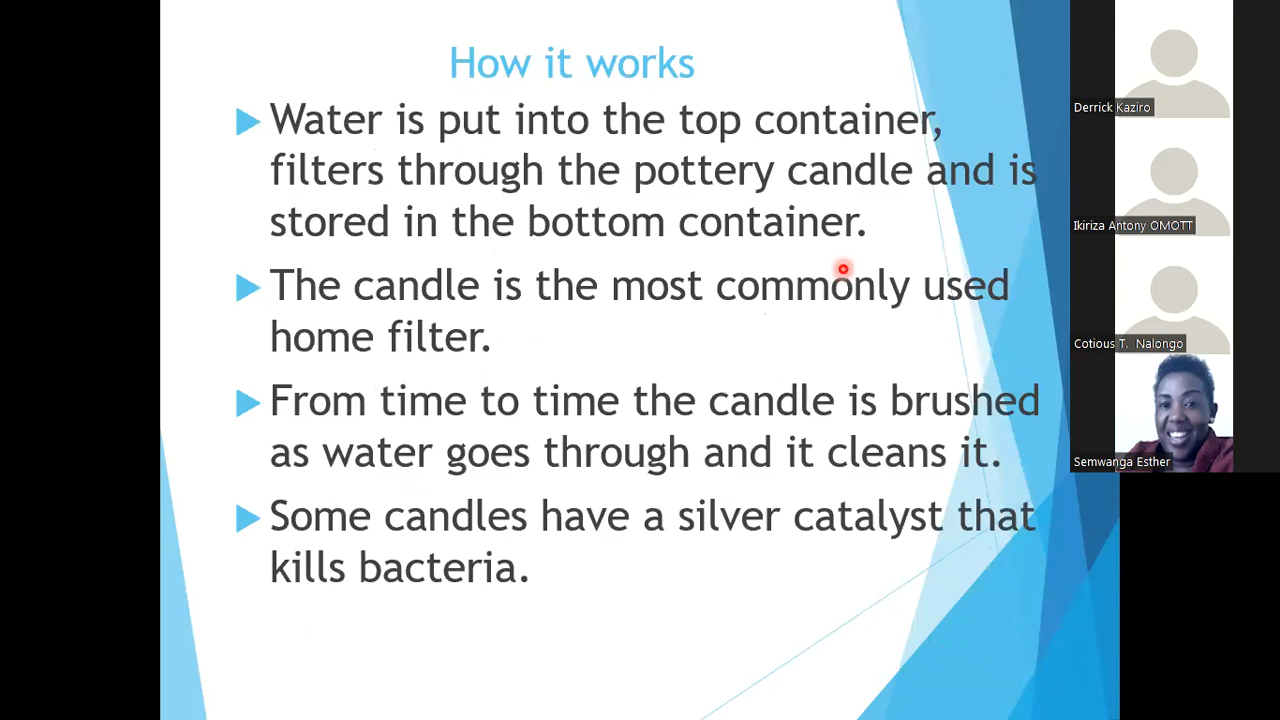 How it works
Water is put into the top container,
filters through the pottery candle and is
stored in the bottom container.
The candle is the most commonly used
home filter.
From time to time the candle is brushed
as water goes through and it cleans it.
Some candles have a silver catalyst that
kills bacteria.
Derrick Kaziro
Ikiriza Antony OMOTT
Cotious T. Nalongo
Semwanga Esther